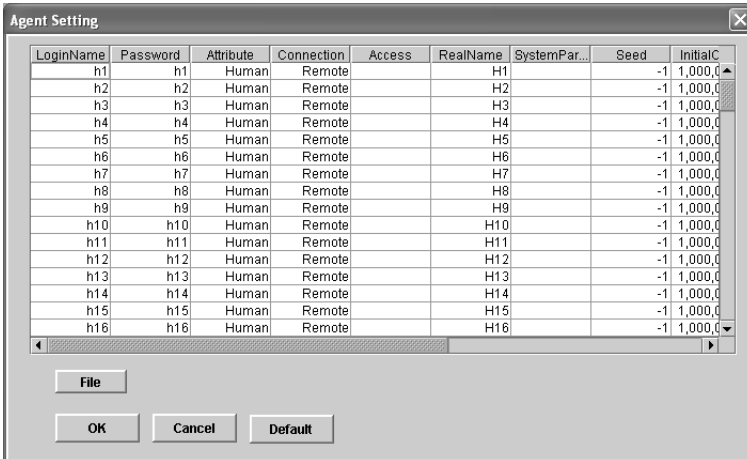 Agent Setting
LoginName Password Attribute Connection Access RealName SystemPar... Seed InitialC
h1 h1 Human Remote H1 -1 1,000,0
h2 h2 Human Remote H2 -1 1,000,0
h3 h3 Human Remote H3 -1 1,000,0
h4 h4 Human Remote H4 -1 1,000,0
h5 h5 Human Remote H5 -1 1,000,0
h6 h6 Human Remote H6 -1 1,000,0
h7 h7 Human Remote H7 -1 1,000,0
h8 h8 Human Remote H8 -1 1,000,0
h9 h9 Human Remote H9 -1 1,000,0
h10 h10 Human Remote H10 -1 1,000,0
h11 h11 Human Remote H11 -1 1,000,0
h12 h12 Human Remote H12 -1 1,000,0
h13 h13 Human Remote H13 -1 1,000,0
h14 h14 Human Remote H14 -1 1,000,0
h15 h15 Human Remote H15 -1 1,000,0
h16 h16 Human Remote H16 -1 1,000,0
File
OK Cancel Default